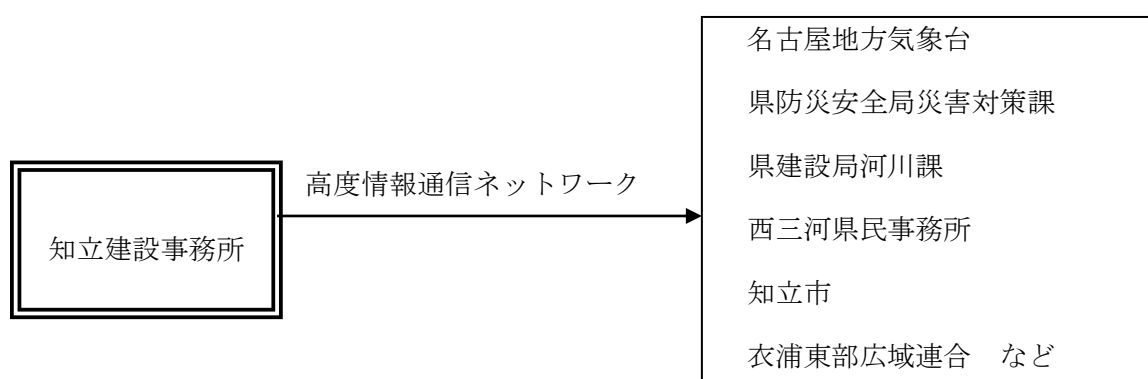 知立建設事務所
高度情報通信ネットワーク
名古屋地方気象台
県防災安全局災害対策課
県建設局河川課
西三河県民事務所
知立市
衣浦東部広域連合　など